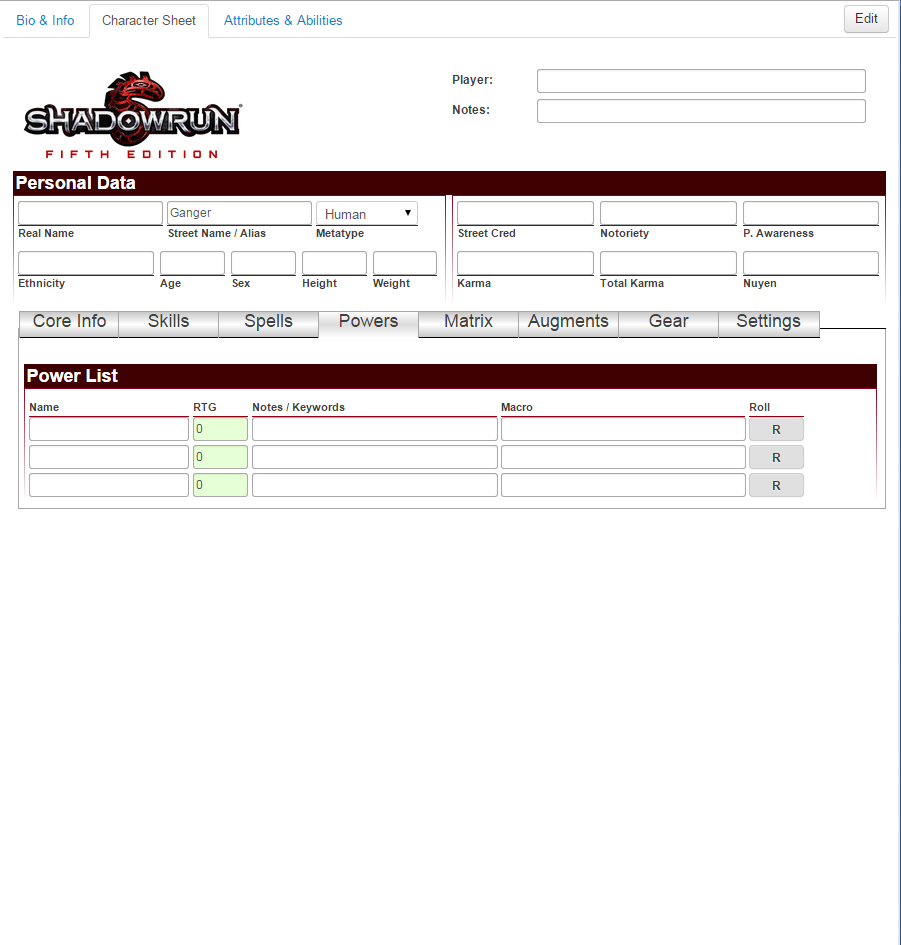 Bio & Info Character Sheet Attributes & Abilities Edit
Player:
SHADOWRUN
FIFTH EDITION
Notes:
Personal Data
Ganger Human
Real Name Street Name / Alias Metatype Street Cred Notoriety P. Awareness
Ethnicity Age Sex Height Weight Karma Total Karma Nuyen
Core Info Skills Spells Powers Matrix Augments Gear Settings
Power List
Name RTG Notes / Keywords Macro Roll
0 R
0 R
0 R